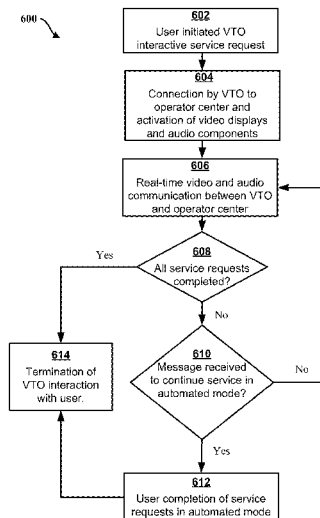 600
602
User initiated VTO
interactive service request
604
Connection by VTO to
operator center and
activation of video displays
and audio components
606
Real-time video and audio
communication between VTO
and operator center
608
All service requests
completed?
Yes
No
610
Message received
to continue service in
automated mode?
No
Yes
614
Termination of
VTO interaction
with user.
612
User completion of service
requests in automated mode